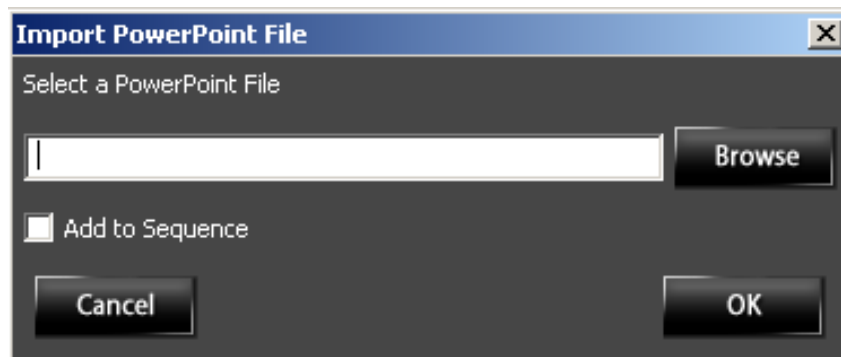 Import PowerPoint File
Select a PowerPoint File
Browse
Add to Sequence
Cancel OK